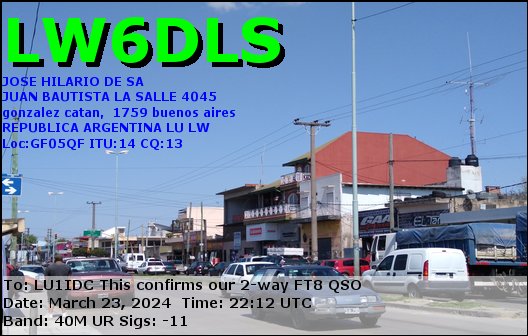 LW6DLS
JOSE HILARIO DE SA
JUAN BAUTISTA LA SALLE 4045
gonzalez catan,  1759 buenos aires
REPUBLICA ARGENTINA LU LW
Loc:GF05QF ITU:14 CQ:13
To: LU1IDC This confirms our 2-way FT8 QSO
Date: March 23, 2024  Time: 22:12 UTC
Band: 40M UR Sigs: -11